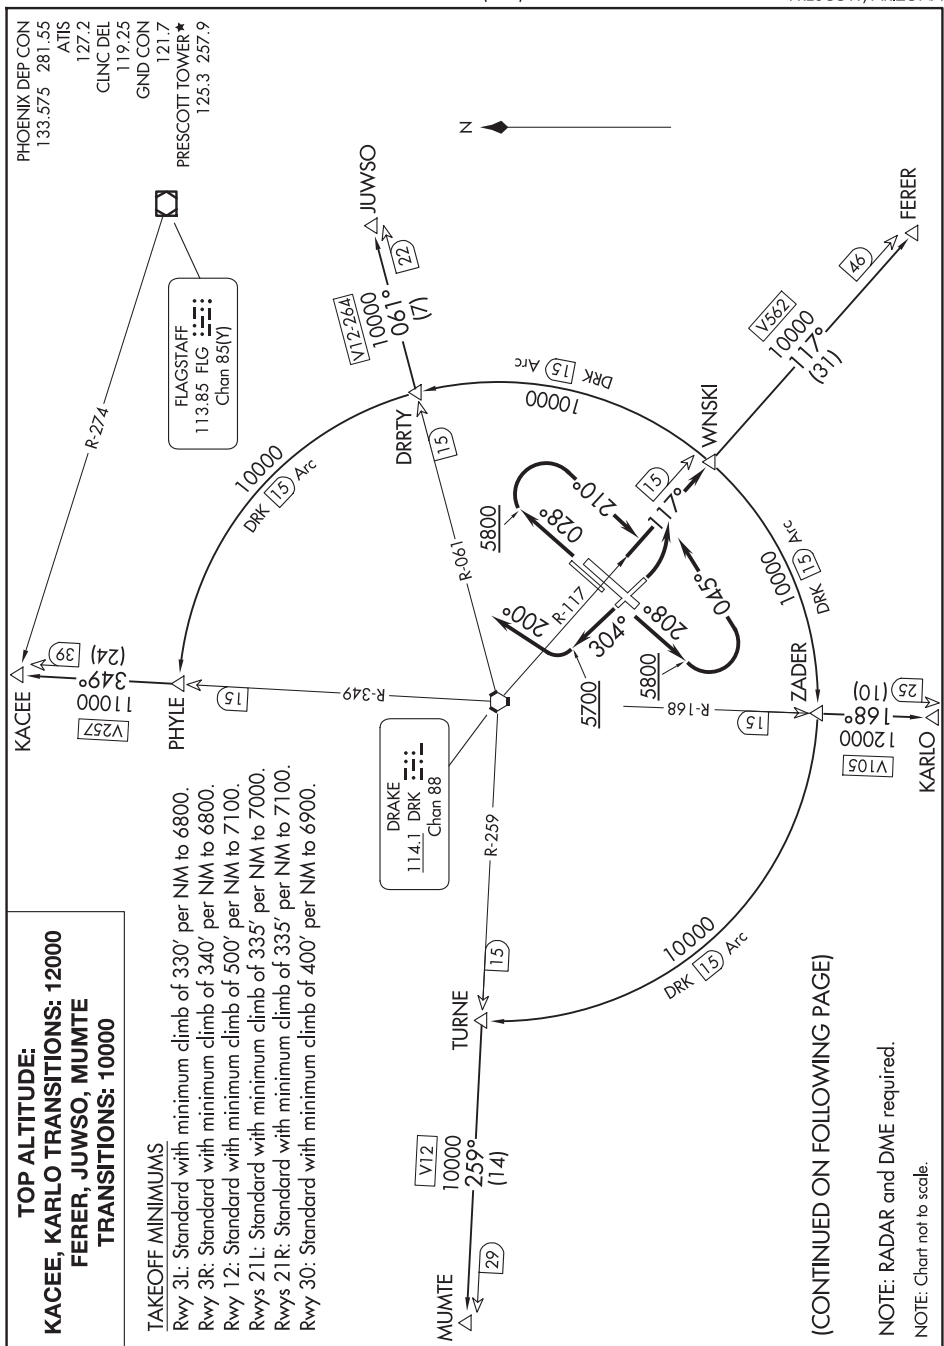 TOP ALTITUDE:
KACEE, KARLO TRANSITIONS: 12000
FERER, JUWSO, MUMTE
TRANSITIONS: 10000
TAKEOFF MINIMUMS
Rwy 3L: Standard with minimum climb of 330' per NM to 6800.
Rwy 3R: Standard with minimum climb of 340' per NM to 6800.
Rwy 12: Standard with minimum climb of 500' per NM to 7100.
Rwys 21L: Standard with minimum climb of 335' per NM to 7000.
Rwys 21R: Standard with minimum climb of 335' per NM to 7100.
Rwy 30: Standard with minimum climb of 400' per NM to 6900.
PHOENIX DEP CON
133.575 281.55
ATIS
127.2
CLNC DEL
119.25
GND CON
121.7
PRESCOTT TOWER★
125.3 257.9
KACEE
39
(24)
349°
11000
V257
R-274
FLAGSTAFF
113.85 FLG
Chan 85(Y)
PHYLE
15
R-349
10000
DRK 15 Arc
N
JUWSO
22
V12-264
10000
061°
(7)
DRRTY
15
R-061
10000
DRK 15 Arc
DRAKE
114.1 DRK
Chan 88
R-259
15
TURNE
V12
10000
259°
(14)
29
MUMTE
R-117
5800
028°
210°
200°
304°
5700
208°
5800
045°
117°
15
WNSKI
V562
10000
117°
(31)
46
FERER
10000
DRK 15 Arc
R-168
15
ZADER
10000
DRK 15 Arc
25
(10)
168°
12000
V105
KARLO
(CONTINUED ON FOLLOWING PAGE)
NOTE: RADAR and DME required.
NOTE: Chart not to scale.